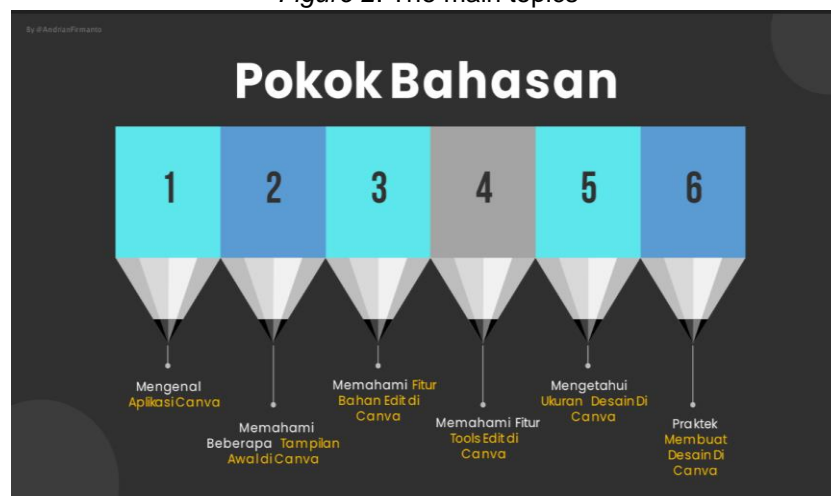 Figure 2. The main topics
By @AndrianFirmanto
Pokok Bahasan
1
2
3
4
5
6
Mengenal
Aplikasi Canva
Memahami
Beberapa Tampilan
Awal di Canva
Memahami Fitur
Bahan Edit di
Canva
Memahami Fitur
Tools Edit di
Canva
Mengetahui
Ukuran Desain Di
Canva
Praktek
Membuat
Desain Di
Canva